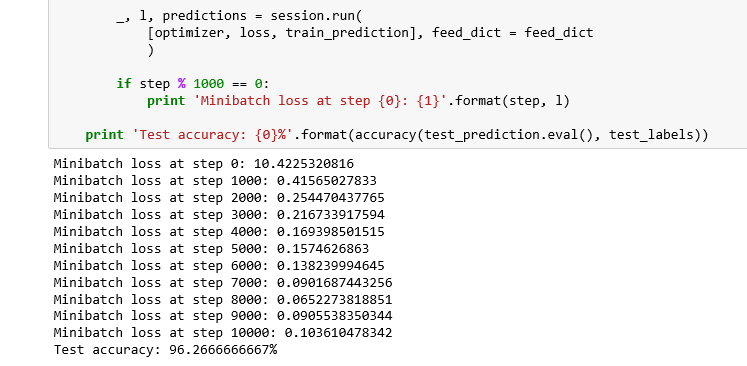 _, l, predictions = session.run(
[optimizer, loss, train_prediction], feed_dict = feed_dict
)
if step % 1000 == 0:
print 'Minibatch loss at step {0}: {1}'.format(step, l)
print 'Test accuracy: {0}%'.format(accuracy(test_prediction.eval(), test_labels))
Minibatch loss at step 0: 10.4225320816
Minibatch loss at step 1000: 0.41565027833
Minibatch loss at step 2000: 0.254470437765
Minibatch loss at step 3000: 0.216733917594
Minibatch loss at step 4000: 0.169398501515
Minibatch loss at step 5000: 0.1574626863
Minibatch loss at step 6000: 0.138239994645
Minibatch loss at step 7000: 0.0901687443256
Minibatch loss at step 8000: 0.0652273818851
Minibatch loss at step 9000: 0.0905538350344
Minibatch loss at step 10000: 0.103610478342
Test accuracy: 96.2666666667%